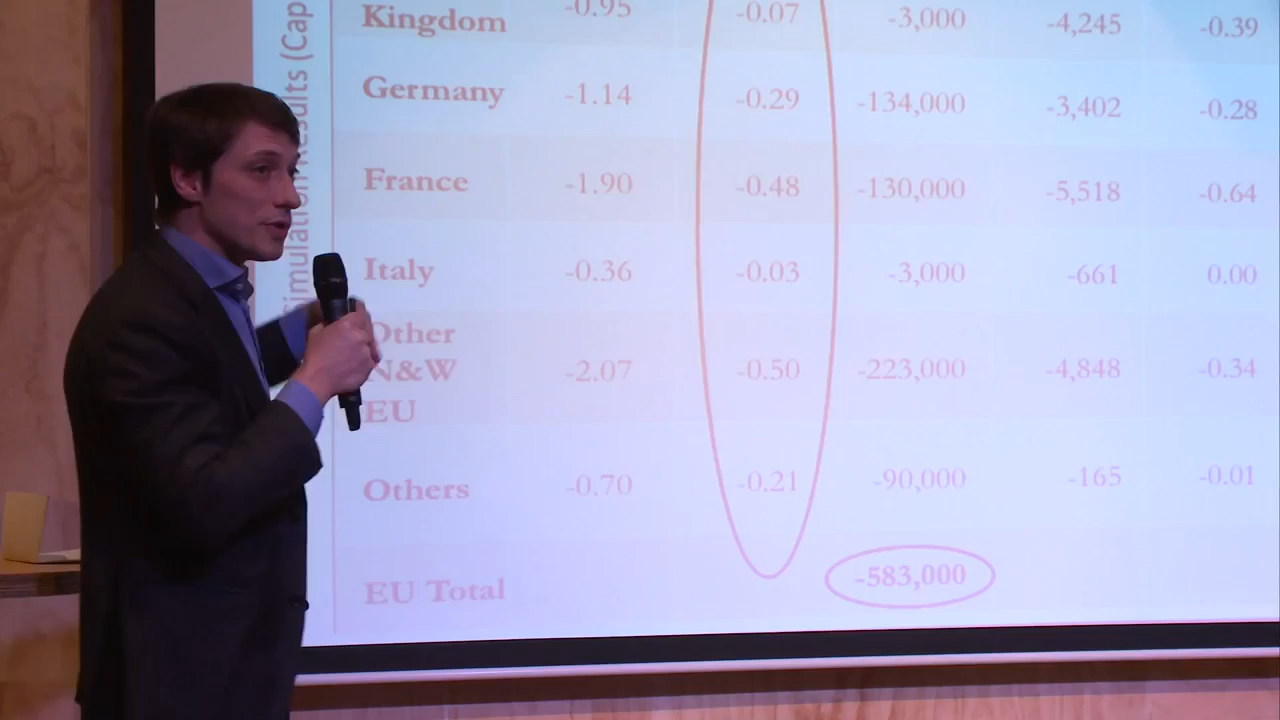 Simulation Results (Cap
Kingdom -0.95 -0.07 -3,000 -4,245 -0.39
Germany -1.14 -0.29 -134,000 -3,402 -0.28
France -1.90 -0.48 -130,000 -5,518 -0.64
Italy -0.36 -0.03 -3,000 -661 0.00
Other
N&W -2.07 -0.50 -223,000 -4,848 -0.34
EU
Others -0.70 -0.21 -90,000 -165 -0.01
EU Total -583,000